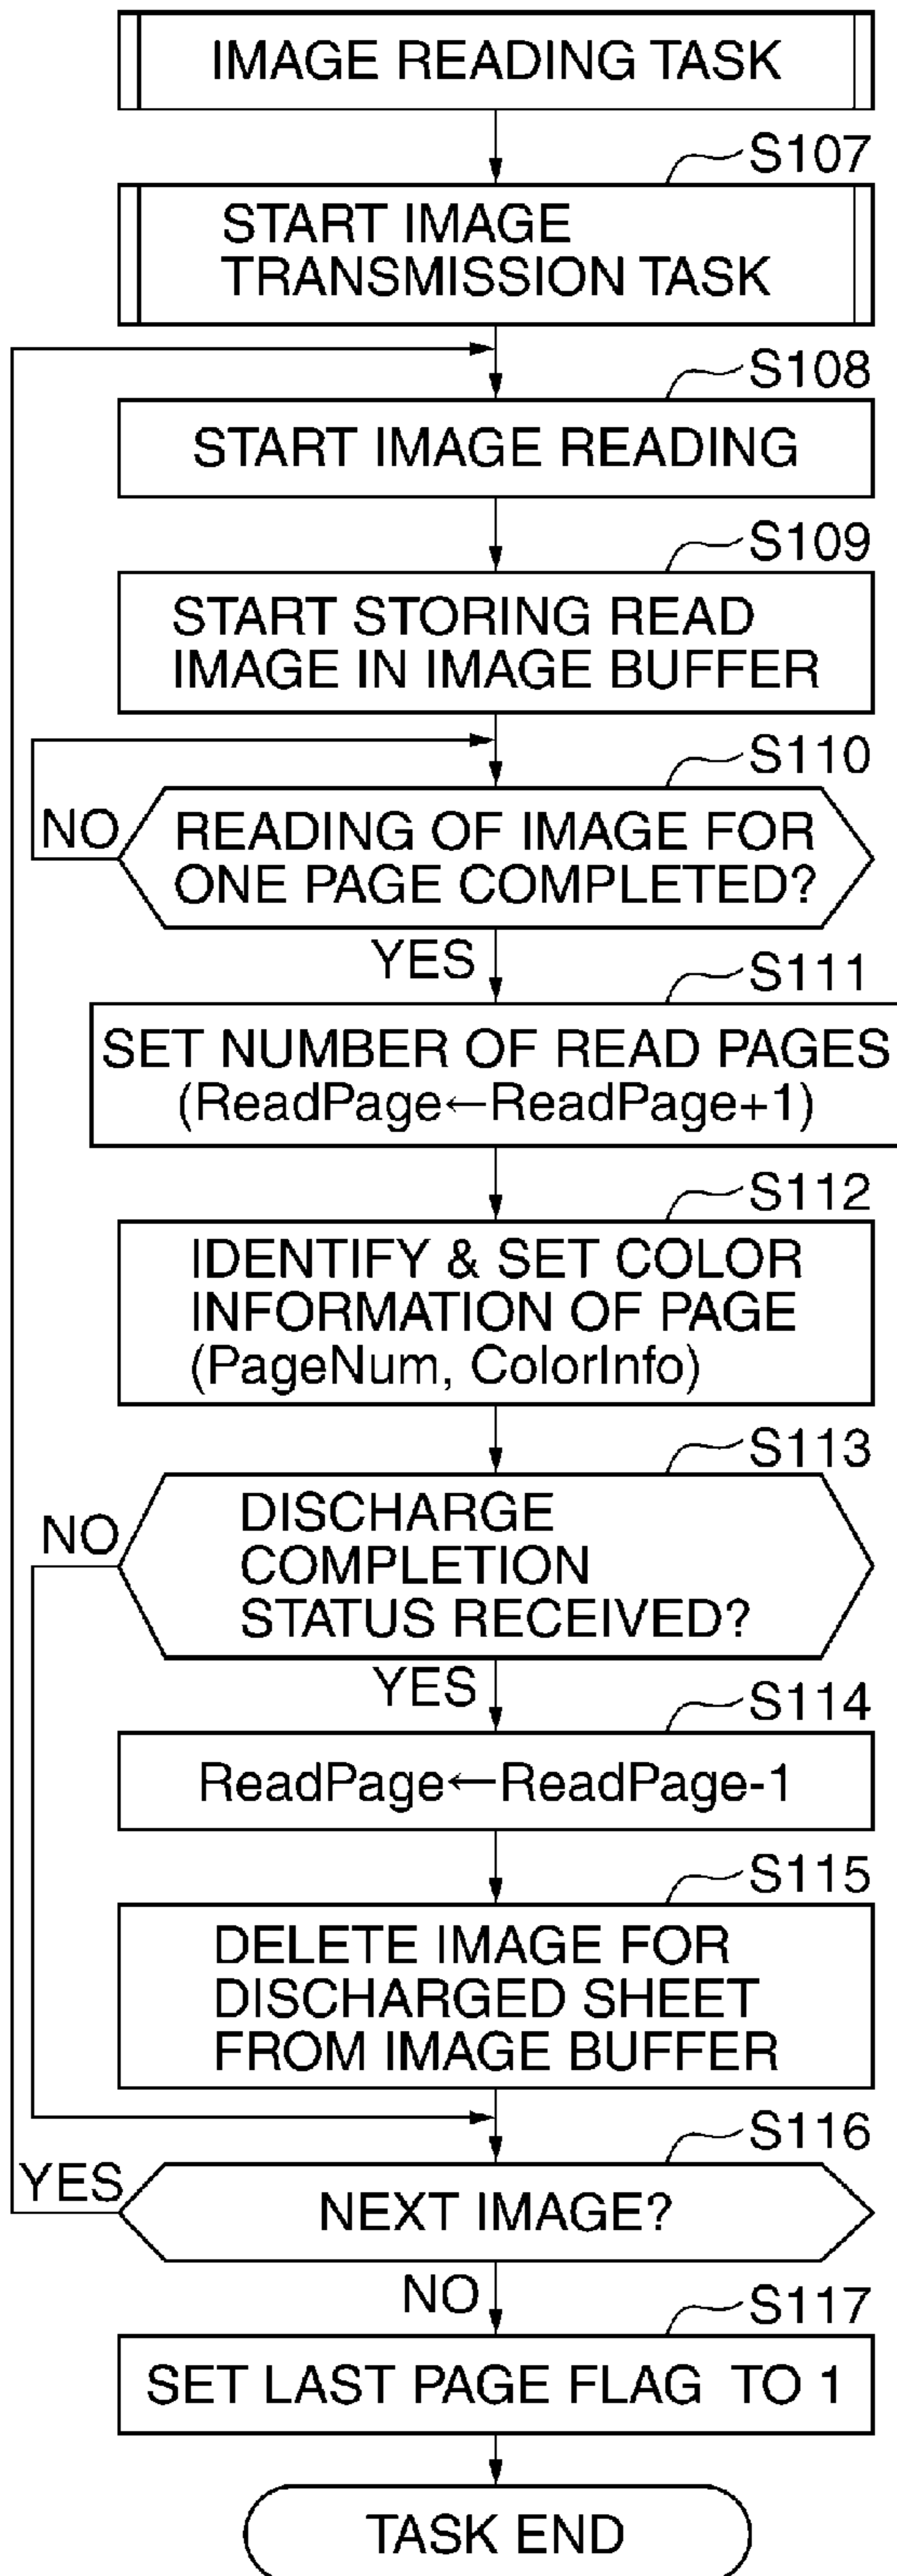 IMAGE READING TASK
S107
START IMAGE
TRANSMISSION TASK
S108
START IMAGE READING
S109
START STORING READ
IMAGE IN IMAGE BUFFER
S110
NO
READING OF IMAGE FOR
ONE PAGE COMPLETED?
YES
S111
SET NUMBER OF READ PAGES
(ReadPage←ReadPage+1)
S112
IDENTIFY & SET COLOR
INFORMATION OF PAGE
(PageNum, ColorInfo)
S113
NO
DISCHARGE
COMPLETION
STATUS RECEIVED?
YES
S114
ReadPage←ReadPage-1
S115
DELETE IMAGE FOR
DISCHARGED SHEET
FROM IMAGE BUFFER
S116
YES
NEXT IMAGE?
NO
S117
SET LAST PAGE FLAG TO 1
TASK END